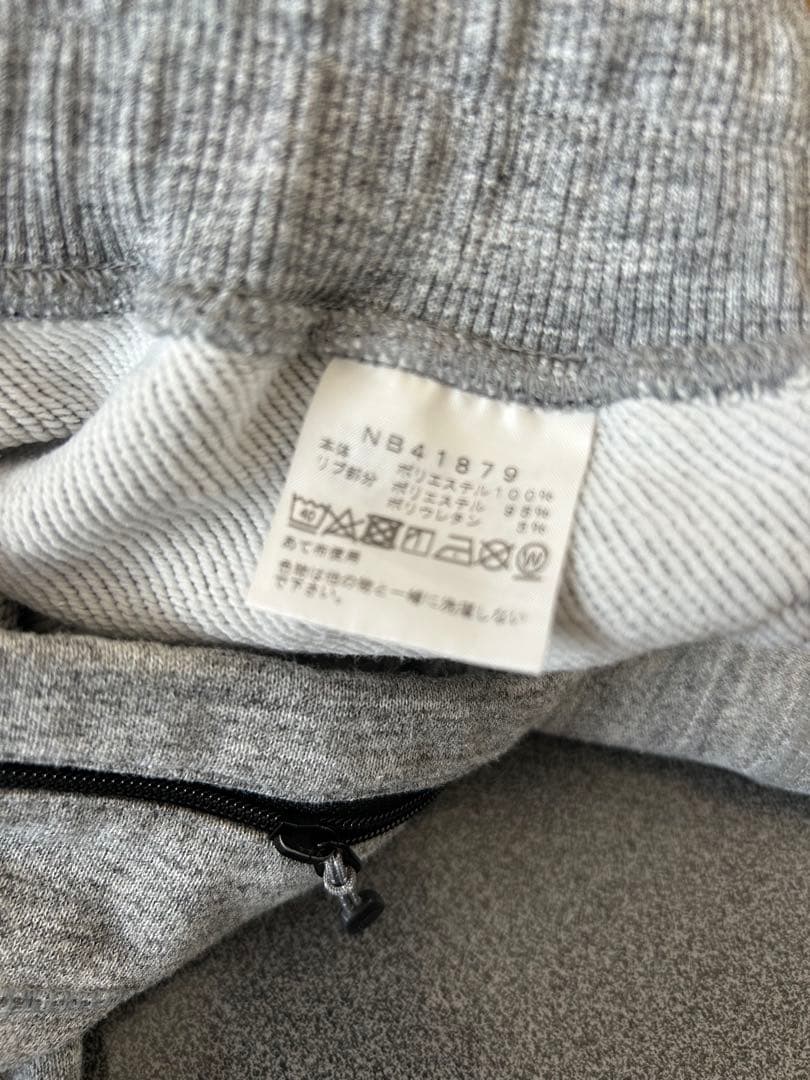 NB41879
本体 ポリエステル100%
リブ部分 ポリエステル 95%
ポリウレタン 5%
40 W
あて布使用
色物は他の物と一緒に洗濯しない
で下さい。